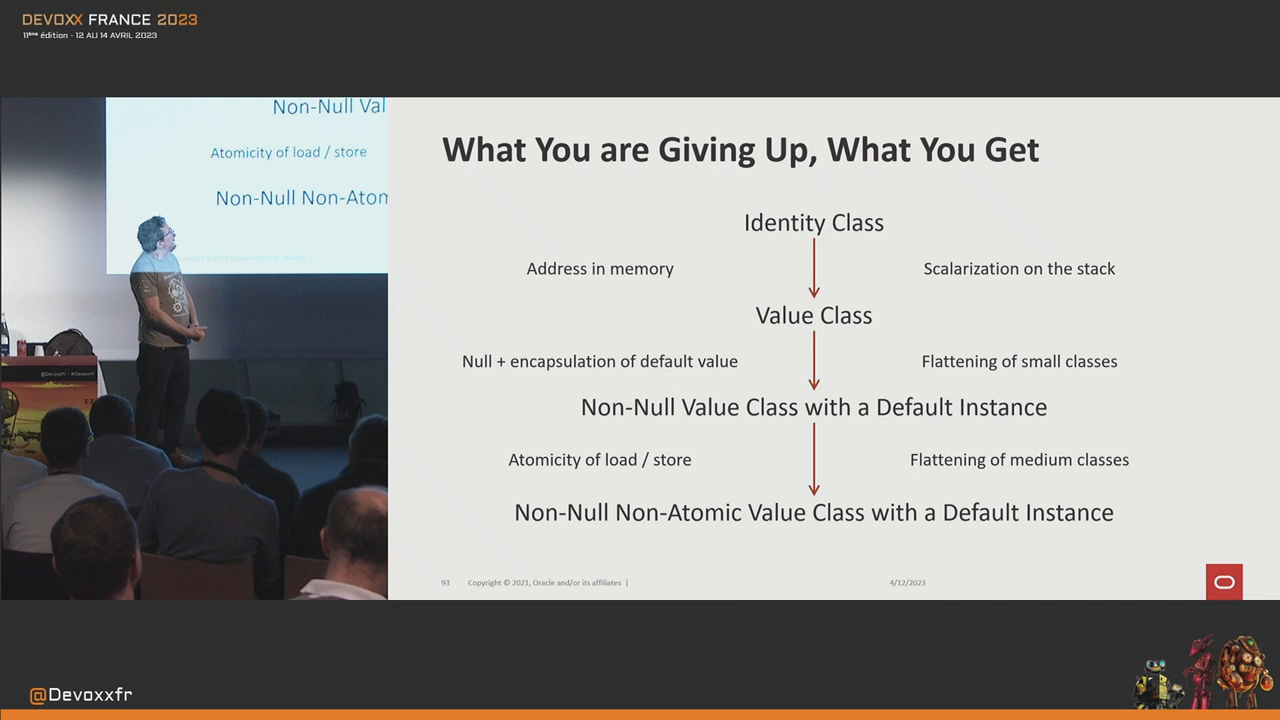 DEVOXX FRANCE 2023
11ème édition - 12 AU 14 AVRIL 2023
Non-Null Val
Atomicity of load / store
Non-Null Non-Atom
What You are Giving Up, What You Get
Identity Class
Address in memory
Scalarization on the stack
Value Class
Null + encapsulation of default value
Flattening of small classes
Non-Null Value Class with a Default Instance
Atomicity of load / store
Flattening of medium classes
Non-Null Non-Atomic Value Class with a Default Instance
93 Copyright © 2021, Oracle and/or its affiliates |
4/12/2023
@Devoxxfr